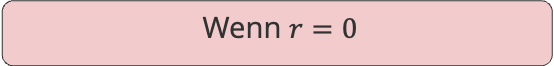 Wenn 𝑟 = 0